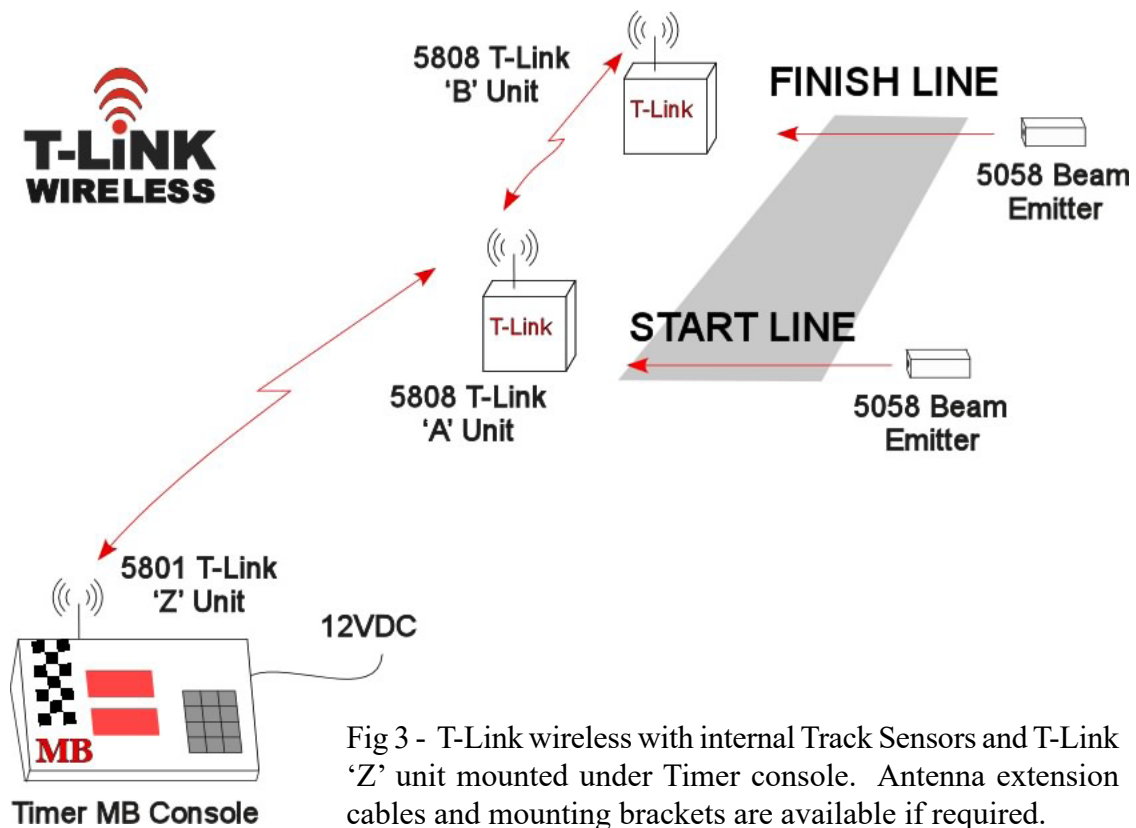 5808 T-Link
'B' Unit
T-Link
FINISH LINE
T-LiNK
WIRELESS
5058 Beam
Emitter
T-Link
START LINE
5808 T-Link
'A' Unit
5058 Beam
Emitter
5801 T-Link
'Z' Unit
12VDC
MB
Timer MB Console
Fig 3 - T-Link wireless with internal Track Sensors and T-Link
‘Z’ unit mounted under Timer console. Antenna extension
cables and mounting brackets are available if required.